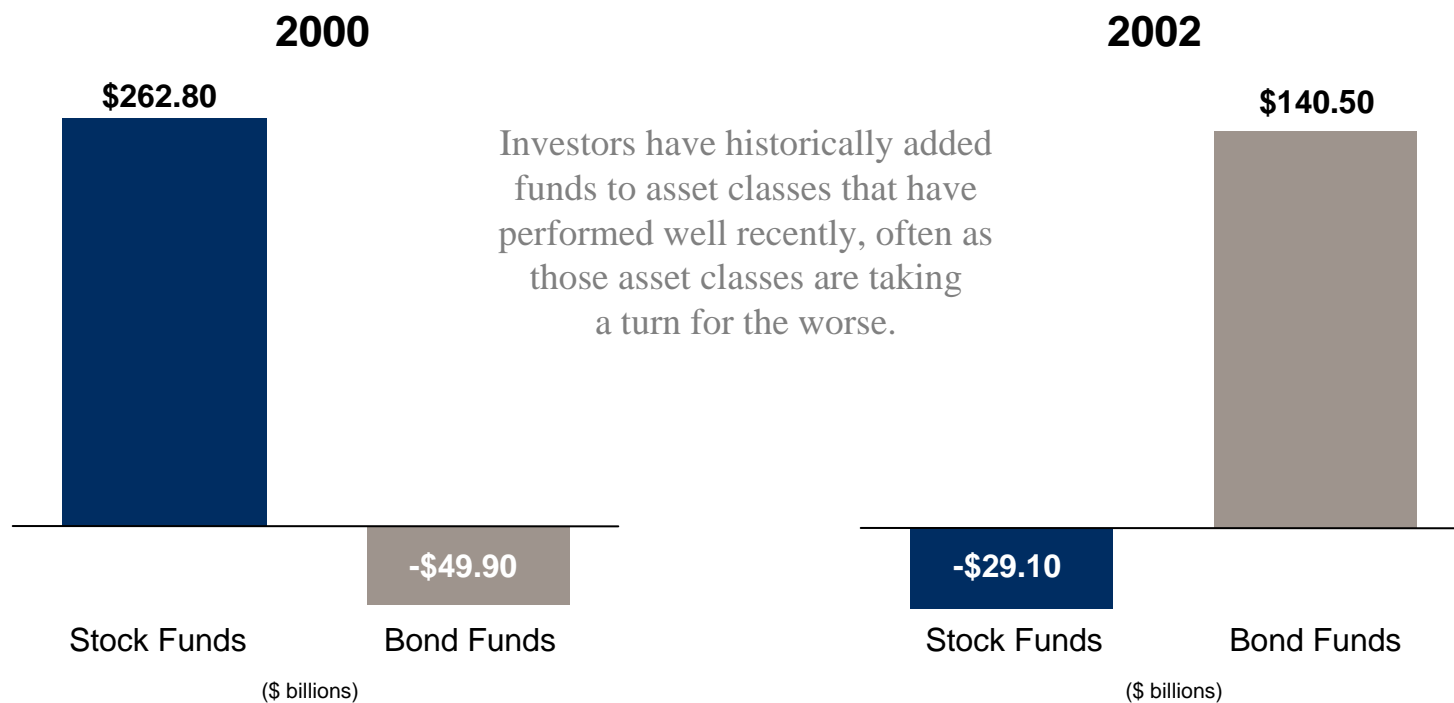 2000
$262.80
-$49.90
Stock Funds
Bond Funds
($ billions)
Investors have historically added
funds to asset classes that have
performed well recently, often as
those asset classes are taking
a turn for the worse.
2002
$140.50
-$29.10
Stock Funds
Bond Funds
($ billions)